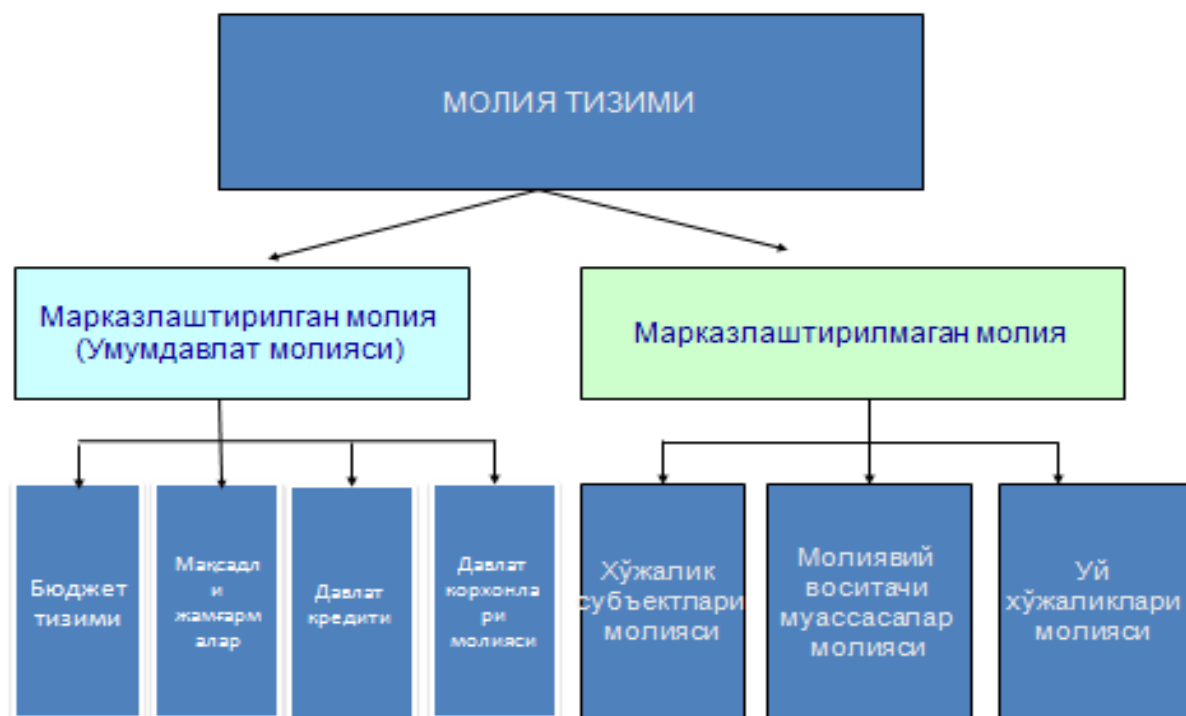 МОЛИЯ ТИЗИМИ
Марказлаштирилган молия
(Умумдавлат молияси)
Марказлаштирилмаган молия
Бюджет
тизими
Мақсадл
и
жамғарм
алар
Давлат
кредити
Давлат
корхонла
ри
молияси
Хўжалик
субъектлари
молияси
Молиявий
воситачи
муассасалар
молияси
Уй
хўжаликлари
молияси